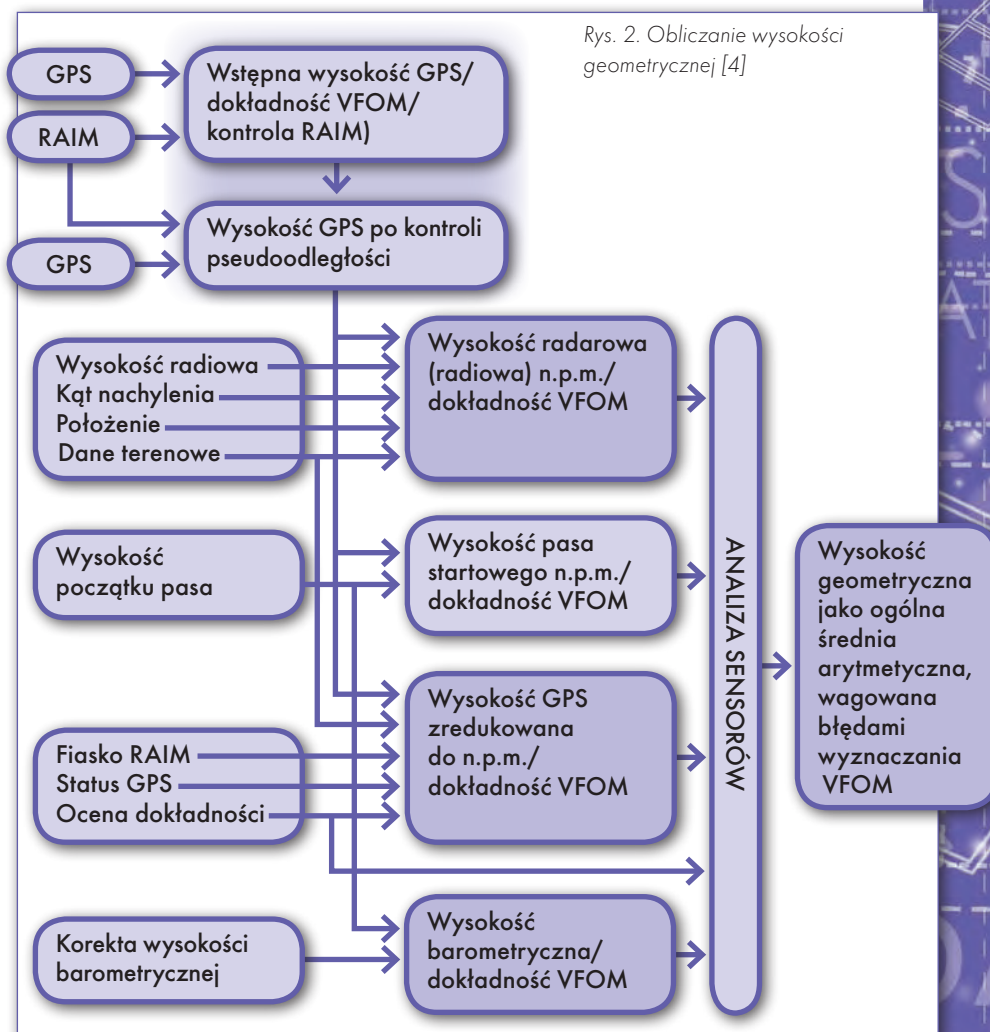 Rys. 2. Obliczanie wysokości
geometrycznej [4]
GPS
RAIM
Wstępna wysokość GPS/
dokładność VFOM/
kontrola RAIM)
GPS
Wysokość GPS po kontroli
pseudoodległości
Wysokość radiowa
Kąt nachylenia
Położenie
Dane terenowe
Wysokość radarowa
(radiowa) n.p.m./
dokładność VFOM
Wysokość
początku pasa
Wysokość pasa
startowego n.p.m./
dokładność VFOM
Fiasko RAIM
Status GPS
Ocena dokładności
Wysokość GPS
zredukowana
do n.p.m./
dokładność VFOM
Korekta wysokości
barometrycznej
Wysokość
barometryczna/
dokładność VFOM
ANALIZA SENSORÓW
Wysokość
geometryczna
jako ogólna
średnia
arytmetyczna,
wagowana
błędami
wyznaczania
VFOM